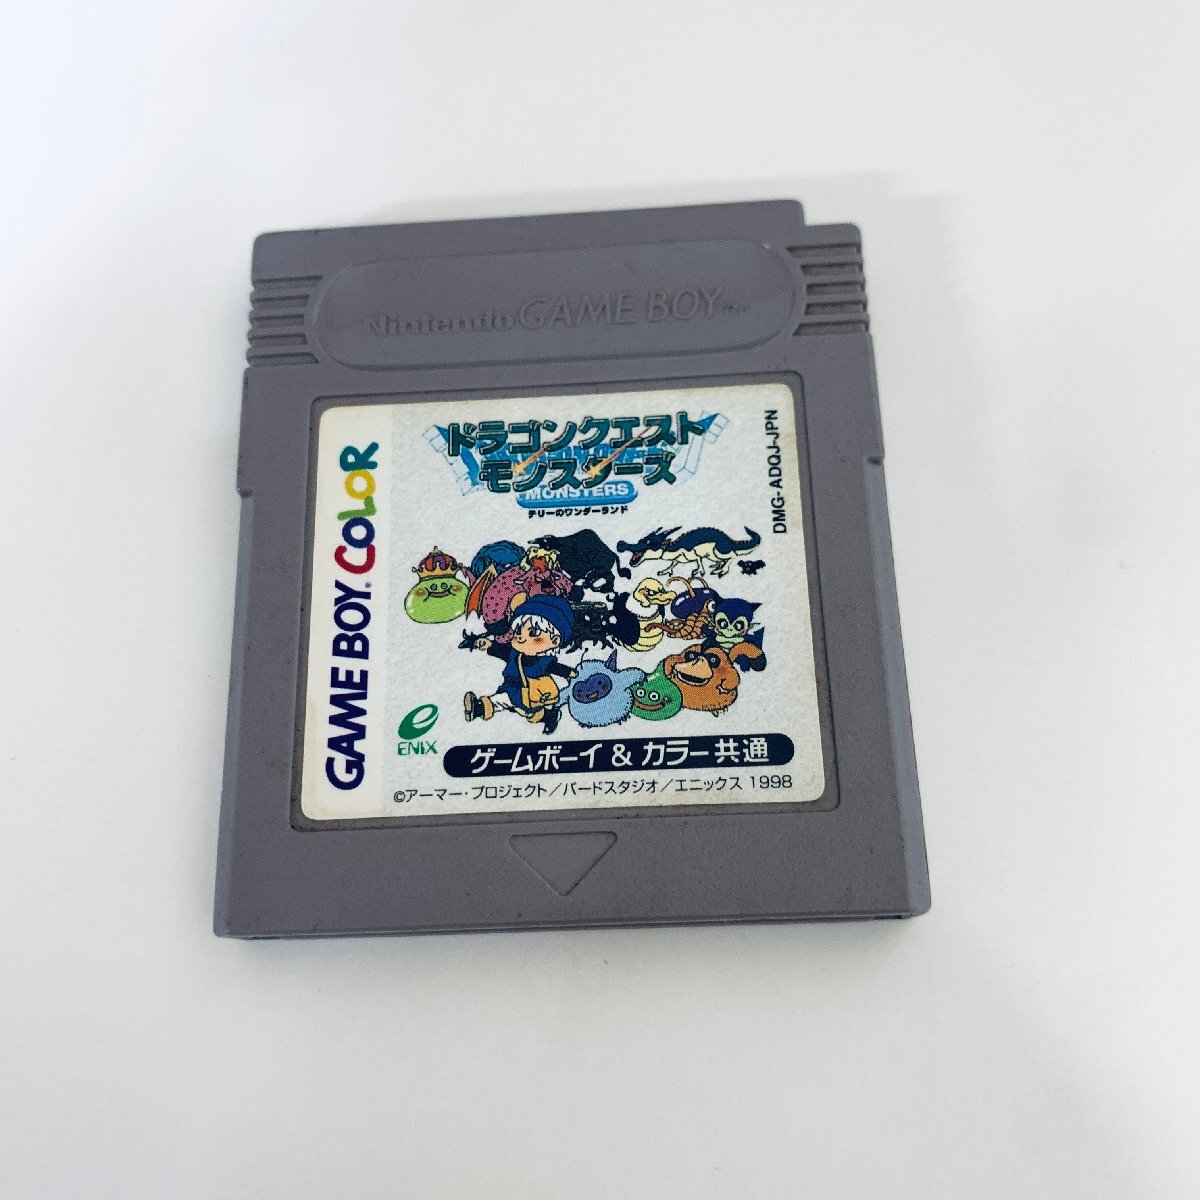 Nintendo GAME BOY TM
GAME BOY COLOR
ドラゴンクエスト
モンスターズ
MONSTERS
テリーのワンダーランド
DMG-ADQJ-JPN
ENIX
ゲームボーイ & カラー共通
©アーマー・プロジェクト/バードスタジオ/エニックス 1998